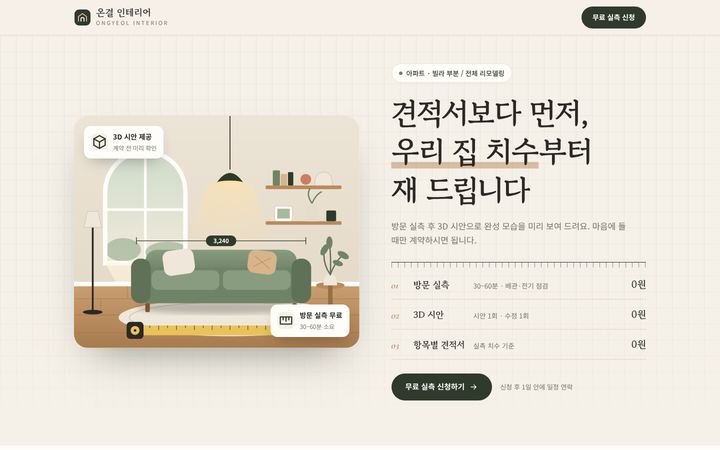 온결 인테리어
ONGYEOL INTERIOR
무료 실측 신청
아파트 · 빌라 부분 / 전체 리모델링
견적서보다 먼저,
우리 집 치수부터
재 드립니다
방문 실측 후 3D 시안으로 완성 모습을 미리 보여 드려요. 마음에 들
때만 계약하시면 됩니다.
01 방문 실측 30~60분 · 배관·전기 점검 0원
02 3D 시안 시안 1회 · 수정 1회 0원
03 항목별 견적서 실측 치수 기준 0원
무료 실측 신청하기 →
신청 후 1일 안에 일정 연락
3D 시안 제공
계약 전 미리 확인
3,240
방문 실측 무료
30~60분 소요